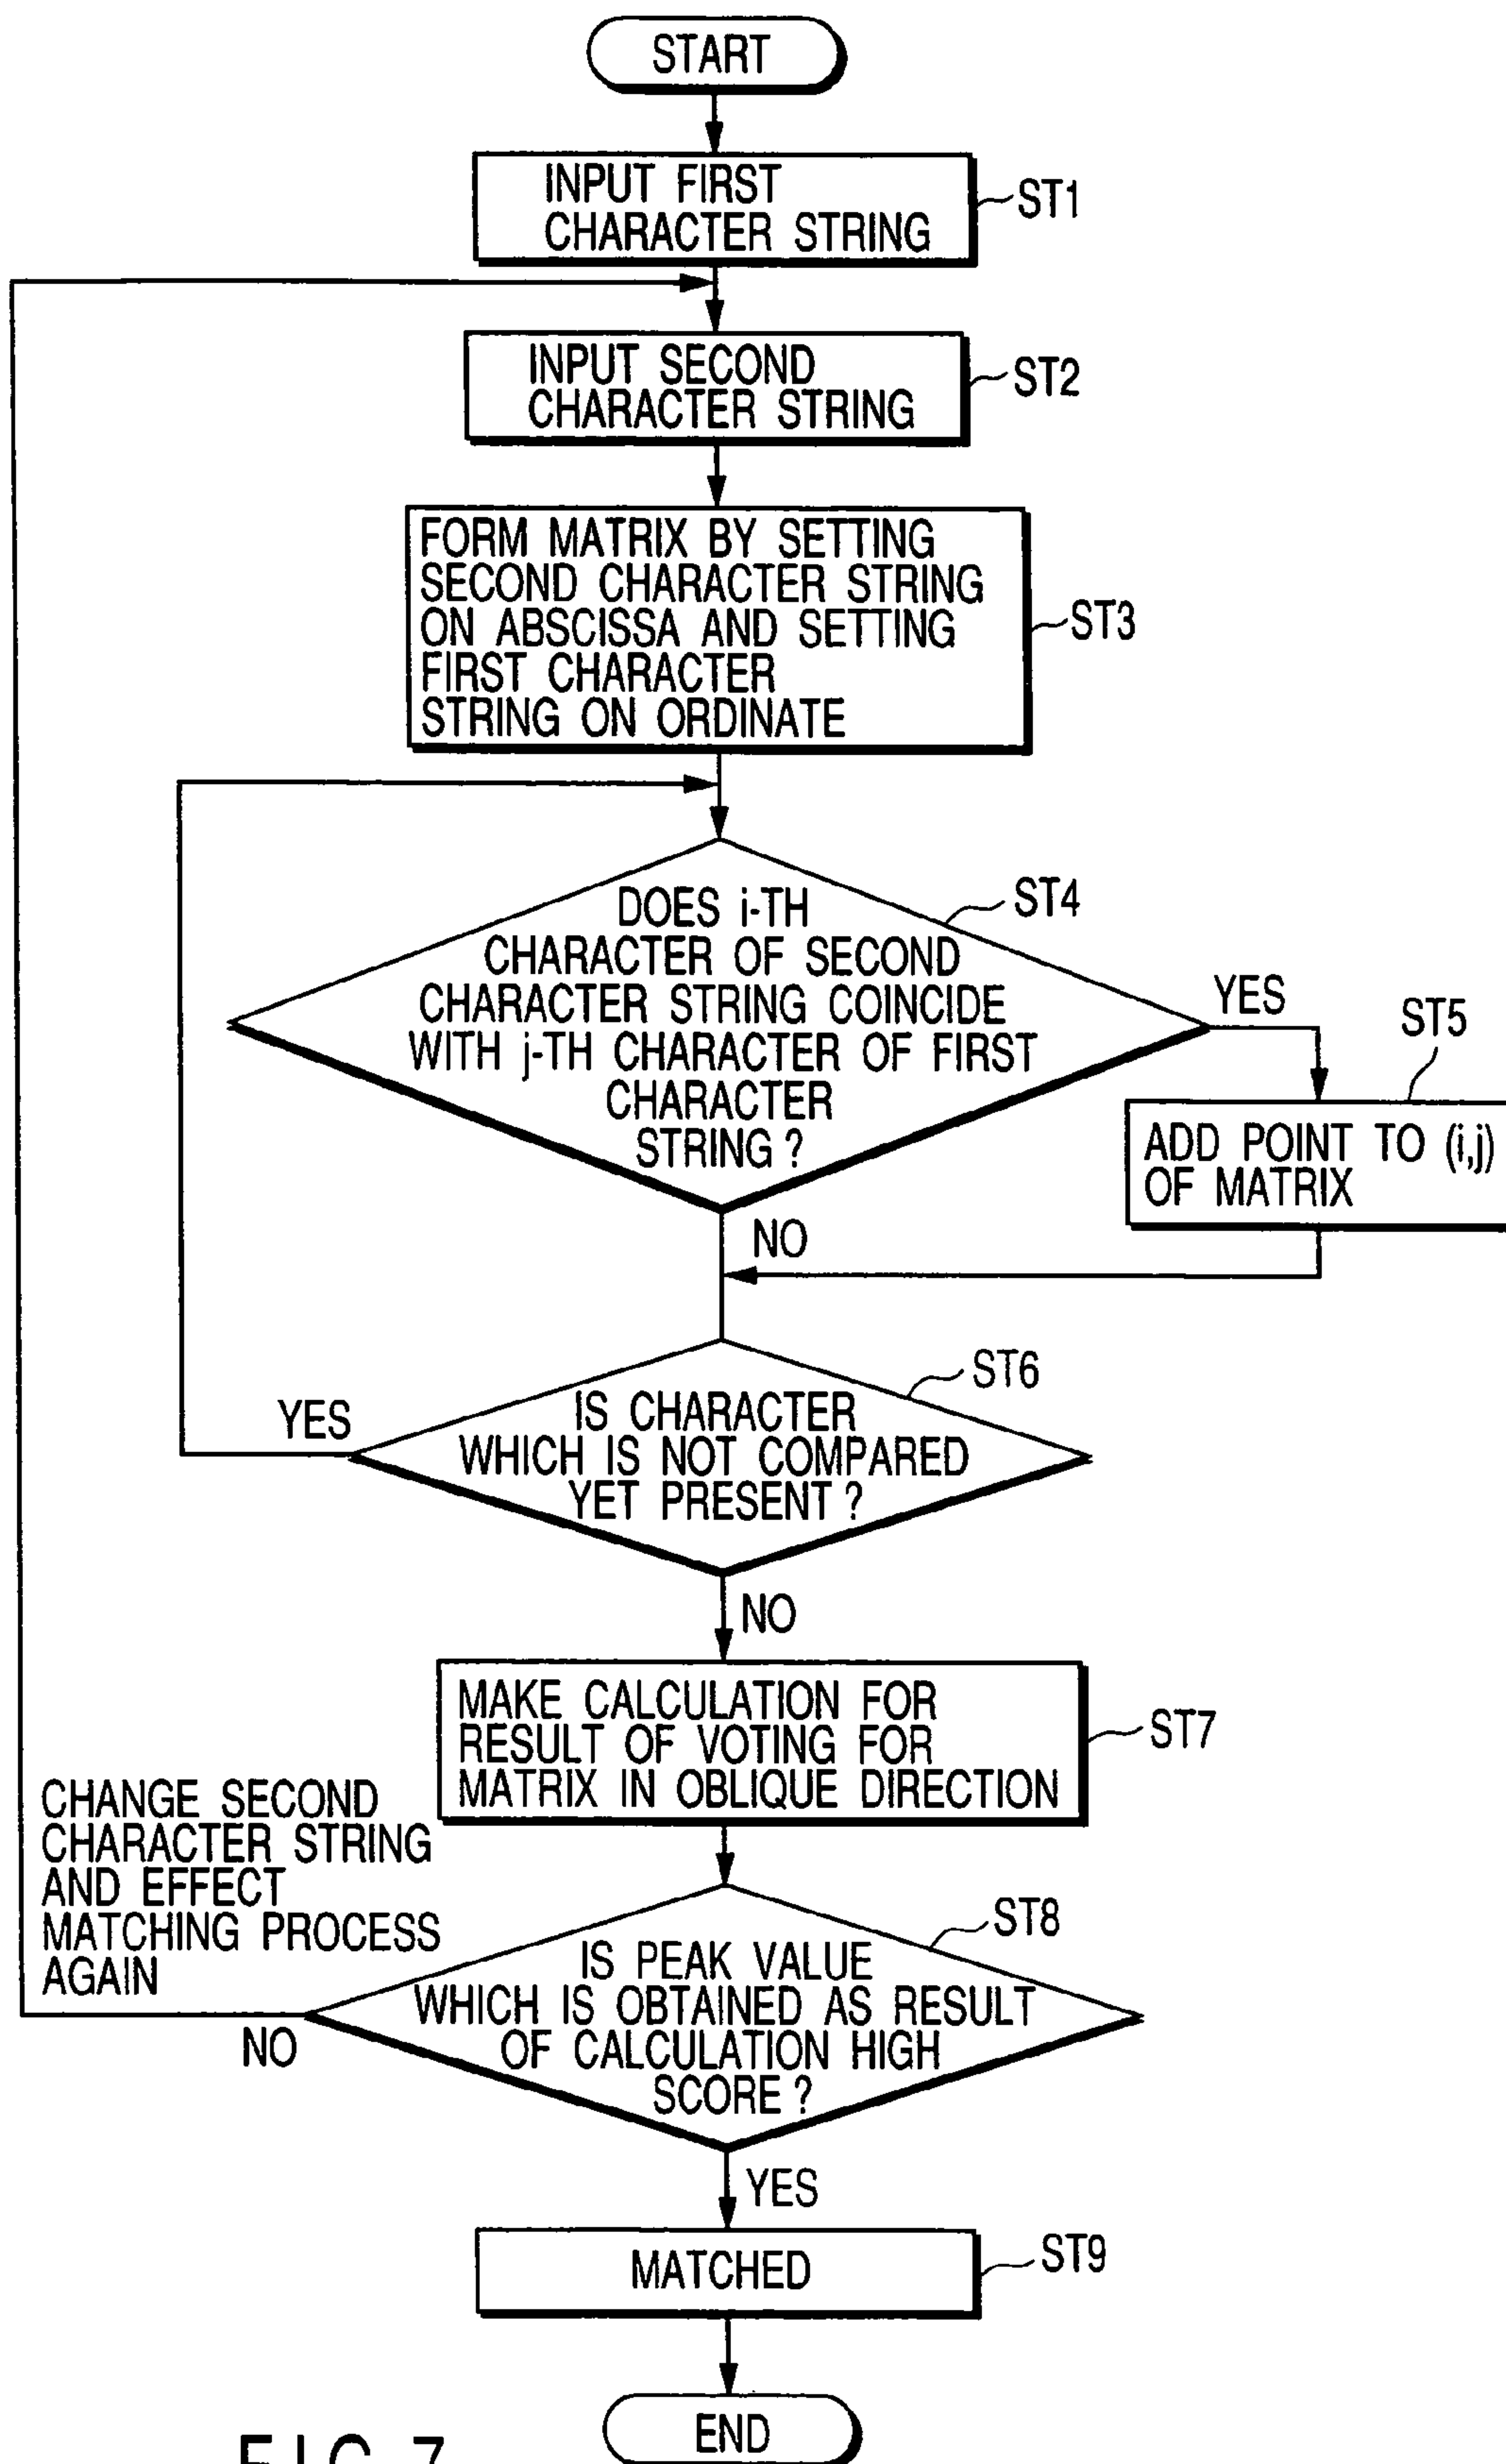 START
INPUT FIRST
CHARACTER STRING
ST1
INPUT SECOND
CHARACTER STRING
ST2
FORM MATRIX BY SETTING
SECOND CHARACTER STRING
ON ABSCISSA AND SETTING
FIRST CHARACTER
STRING ON ORDINATE
ST3
DOES i-TH
CHARACTER OF SECOND
CHARACTER STRING COINCIDE
WITH j-TH CHARACTER OF FIRST
CHARACTER
STRING ?
ST4
YES
ST5
ADD POINT TO (i,j)
OF MATRIX
NO
ST6
IS CHARACTER
WHICH IS NOT COMPARED
YET PRESENT ?
YES
NO
MAKE CALCULATION FOR
RESULT OF VOTING FOR
MATRIX IN OBLIQUE DIRECTION
ST7
CHANGE SECOND
CHARACTER STRING
AND EFFECT
MATCHING PROCESS
AGAIN
ST8
IS PEAK VALUE
WHICH IS OBTAINED AS RESULT
OF CALCULATION HIGH
SCORE ?
NO
YES
MATCHED
ST9
END
FIG. 7